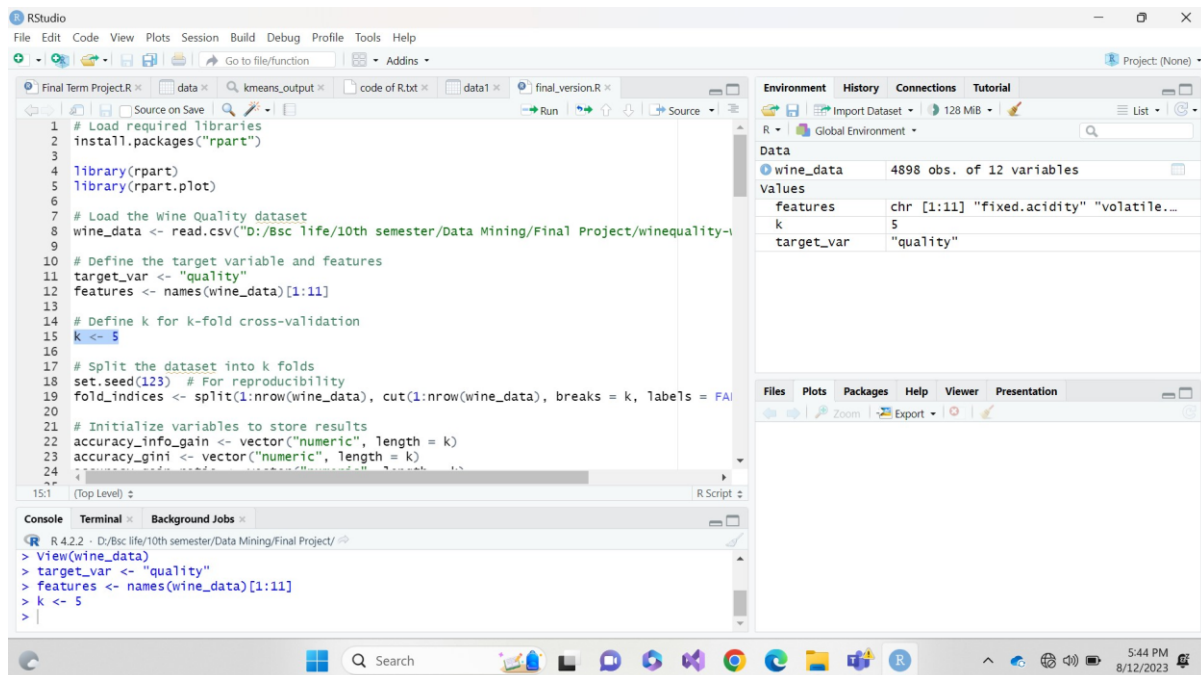 RStudio
File Edit Code View Plots Session Build Debug Profile Tools Help
Go to file/function Addins Project: (None)
Final Term Project.R data kmeans_output code of R.txt data1 final_version.R
Source on Save Run Source
1 # Load required libraries
2 install.packages("rpart")
3
4 library(rpart)
5 library(rpart.plot)
6
7 # Load the Wine Quality dataset
8 wine_data <- read.csv("D:/Bsc life/10th semester/Data Mining/Final Project/winequality-
9
10 # Define the target variable and features
11 target_var <- "quality"
12 features <- names(wine_data)[1:11]
13
14 # Define k for k-fold cross-validation
15 k <- 5
16
17 # Split the dataset into k folds
18 set.seed(123) # For reproducibility
19 fold_indices <- split(1:nrow(wine_data), cut(1:nrow(wine_data), breaks = k, labels = FAL
20
21 # Initialize variables to store results
22 accuracy_info_gain <- vector("numeric", length = k)
23 accuracy_gini <- vector("numeric", length = k)
24
15:1 (Top Level) R Script
Console Terminal Background Jobs
R 4.2.2 · D:/Bsc life/10th semester/Data Mining/Final Project/
> View(wine_data)
> target_var <- "quality"
> features <- names(wine_data)[1:11]
> k <- 5
>
Environment History Connections Tutorial
Import Dataset 128 MiB List
R Global Environment
Data
wine_data 4898 obs. of 12 variables
Values
features chr [1:11] "fixed.acidity" "volatile.…
k 5
target_var "quality"
Files Plots Packages Help Viewer Presentation
Zoom Export
Search
5:44 PM
8/12/2023